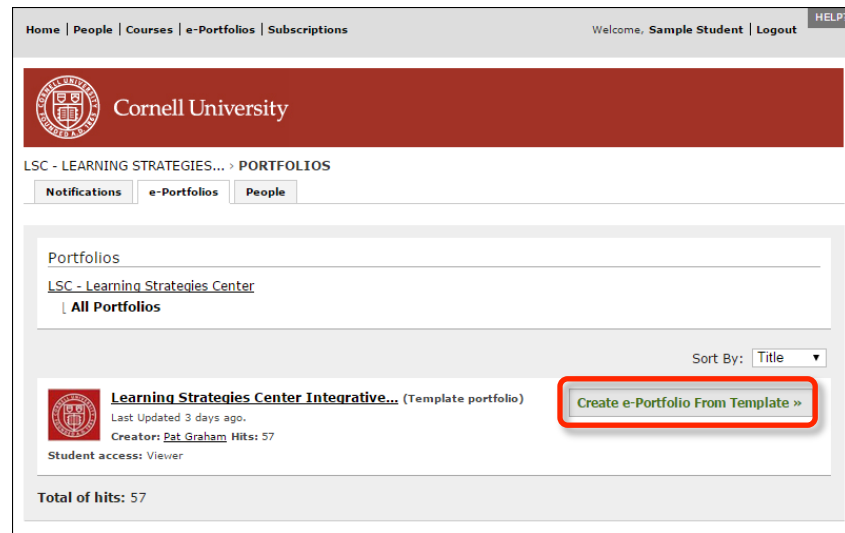 Home | People | Courses | e-Portfolios | Subscriptions
Welcome, Sample Student | Logout
HELP
Cornell University
LSC - LEARNING STRATEGIES... › PORTFOLIOS
Notifications e-Portfolios People
Portfolios
LSC - Learning Strategies Center
All Portfolios
Sort By: Title
Learning Strategies Center Integrative... (Template portfolio)
Create e-Portfolio From Template »
Last Updated 3 days ago.
Creator: Pat Graham Hits: 57
Student access: Viewer
Total of hits: 57